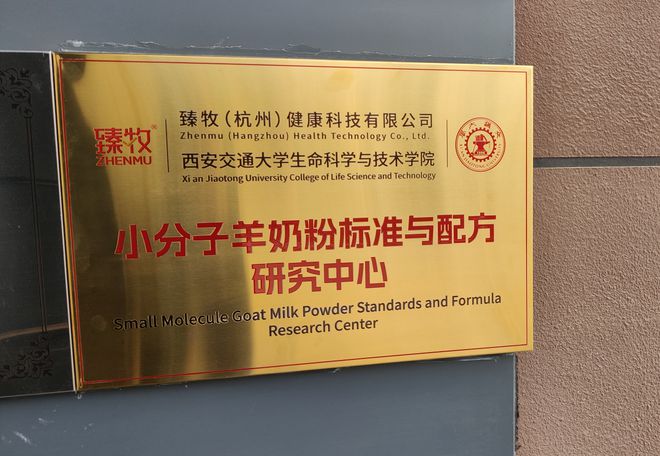 臻牧®
ZHENMU
臻牧（杭州）健康科技有限公司
Zhenmu (Hangzhou) Health Technology Co., Ltd.
西安交通大学生命科学与技术学院
Xi an Jiaotong University College of Life Science and Technology
小分子羊奶粉标准与配方
研究中心
Small Molecule Goat Milk Powder Standards and Formula
Research Center